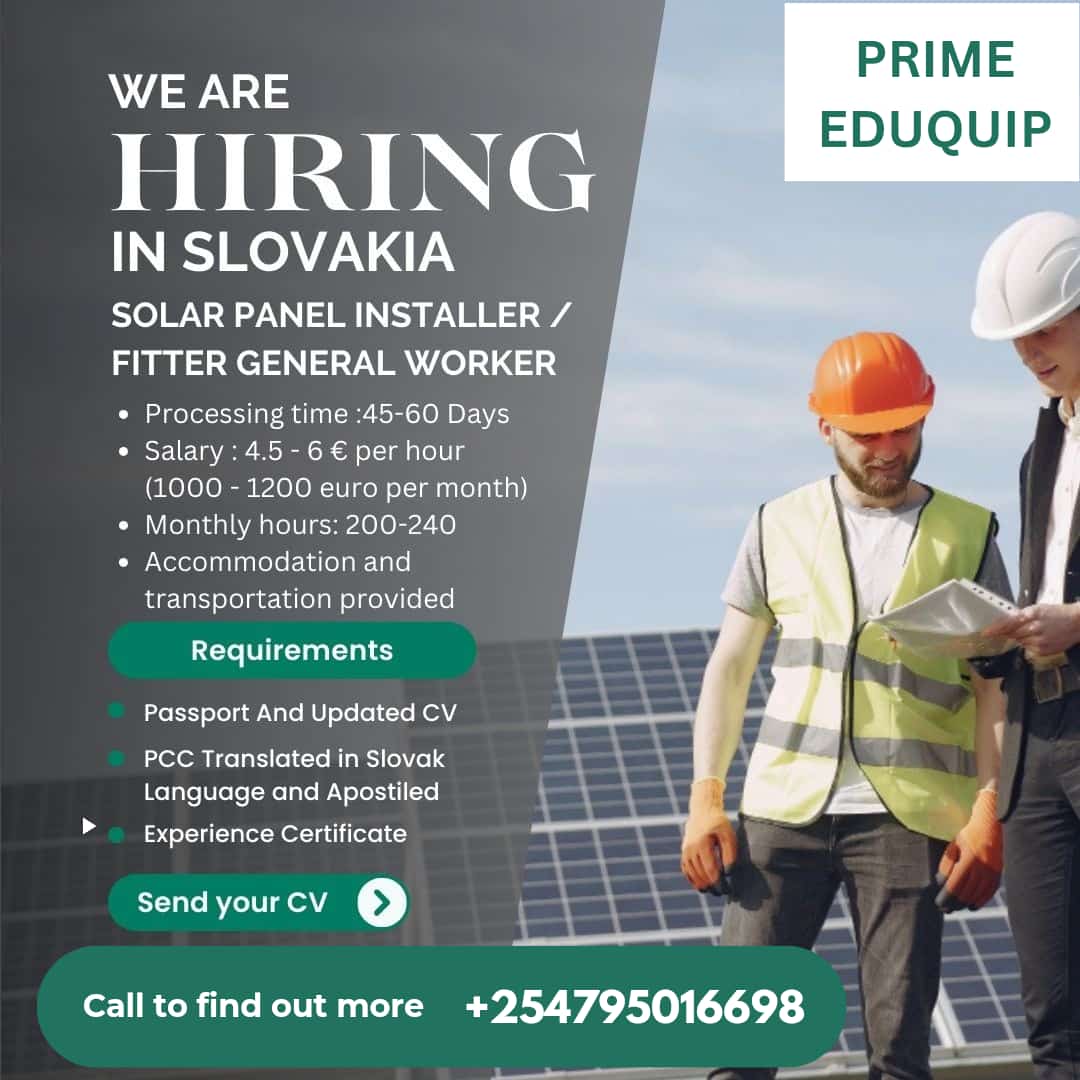 PRIME
EDUQUIP
WE ARE
HIRING
IN SLOVAKIA
SOLAR PANEL INSTALLER /
FITTER GENERAL WORKER
• Processing time :45-60 Days
• Salary : 4.5 - 6 € per hour
(1000 - 1200 euro per month)
• Monthly hours: 200-240
• Accommodation and
transportation provided
Requirements
Passport And Updated CV
PCC Translated in Slovak
Language and Apostiled
Experience Certificate
Send your CV
Call to find out more +254795016698